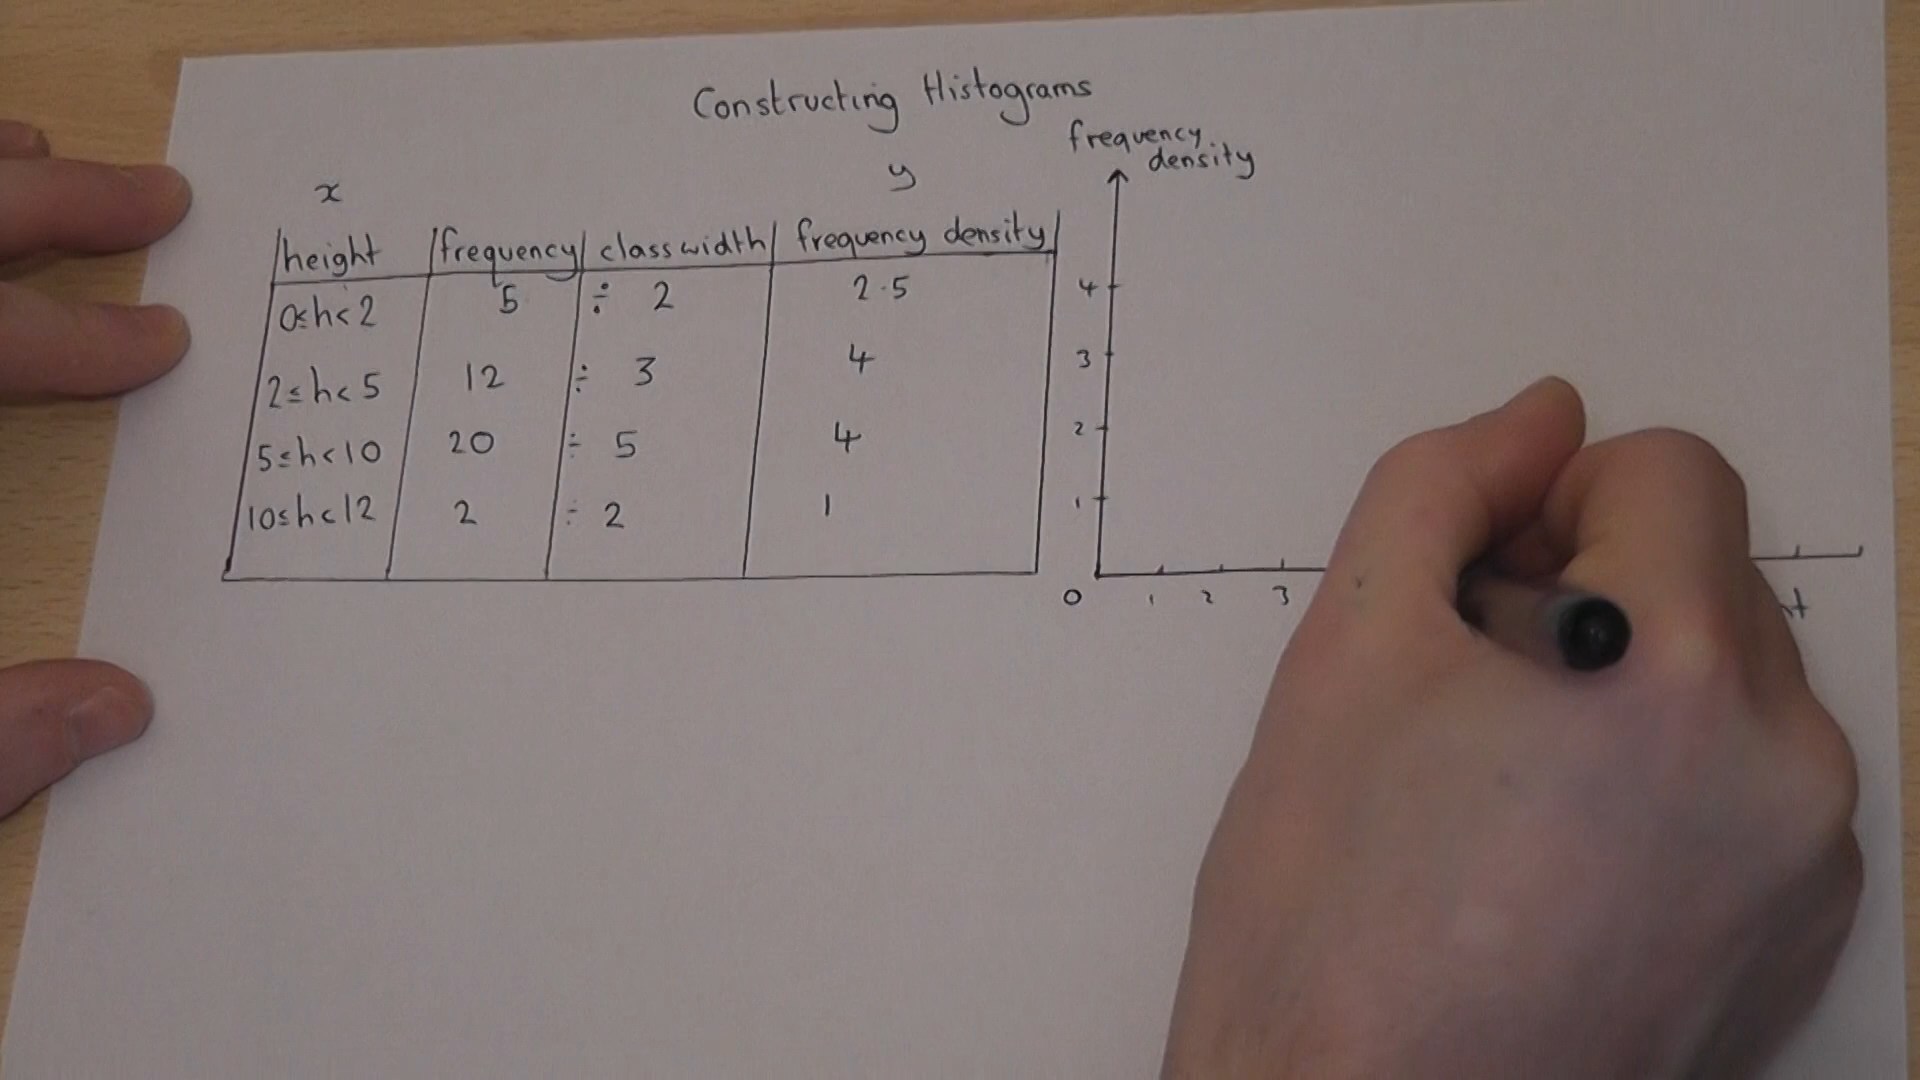 Constructing Histograms
x
y
height frequency class width frequency density
0≤h<2 5 ÷ 2 2.5
2≤h<5 12 ÷ 3 4
5≤h<10 20 ÷ 5 4
10≤h<12 2 ÷ 2 1
frequency
density
4
3
2
1
0 1 2 3